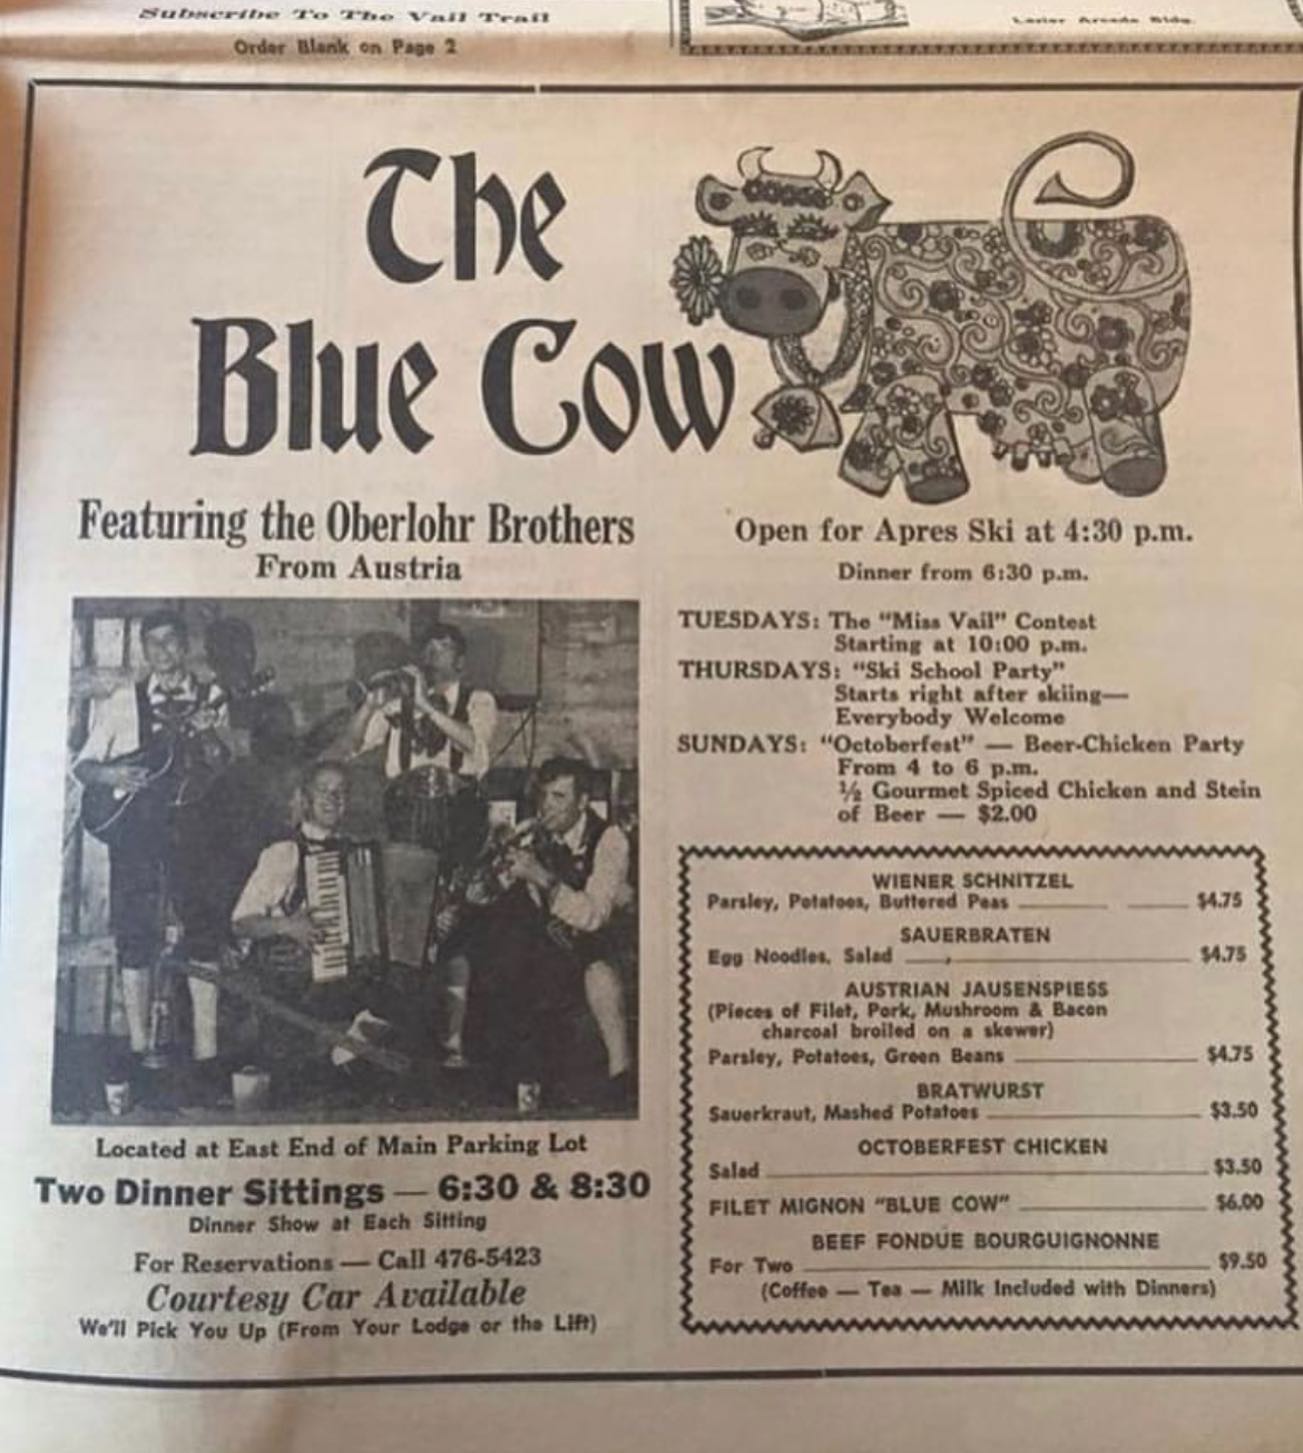 Subscribe To The Vail Trail
Order Blank on Page 2
The
Blue Cow
Featuring the Oberlohr Brothers
From Austria
Located at East End of Main Parking Lot
Two Dinner Sittings — 6:30 & 8:30
Dinner Show at Each Sitting
For Reservations — Call 476-5423
Courtesy Car Available
We'll Pick You Up (From Your Lodge or the Lift)
Open for Apres Ski at 4:30 p.m.
Dinner from 6:30 p.m.
TUESDAYS: The "Miss Vail" Contest
Starting at 10:00 p.m.
THURSDAYS: "Ski School Party"
Starts right after skiing—
Everybody Welcome
SUNDAYS: "Octoberfest" — Beer-Chicken Party
From 4 to 6 p.m.
½ Gourmet Spiced Chicken and Stein
of Beer — $2.00
WIENER SCHNITZEL
Parsley, Potatoes, Buttered Peas $4.75
SAUERBRATEN
Egg Noodles, Salad $4.75
AUSTRIAN JAUSENSPIESS
(Pieces of Filet, Pork, Mushroom & Bacon
charcoal broiled on a skewer)
Parsley, Potatoes, Green Beans $4.75
BRATWURST
Sauerkraut, Mashed Potatoes $3.50
OCTOBERFEST CHICKEN
Salad $3.50
FILET MIGNON "BLUE COW" $6.00
BEEF FONDUE BOURGUIGNONNE
For Two $9.50
(Coffee — Tea — Milk Included with Dinners)